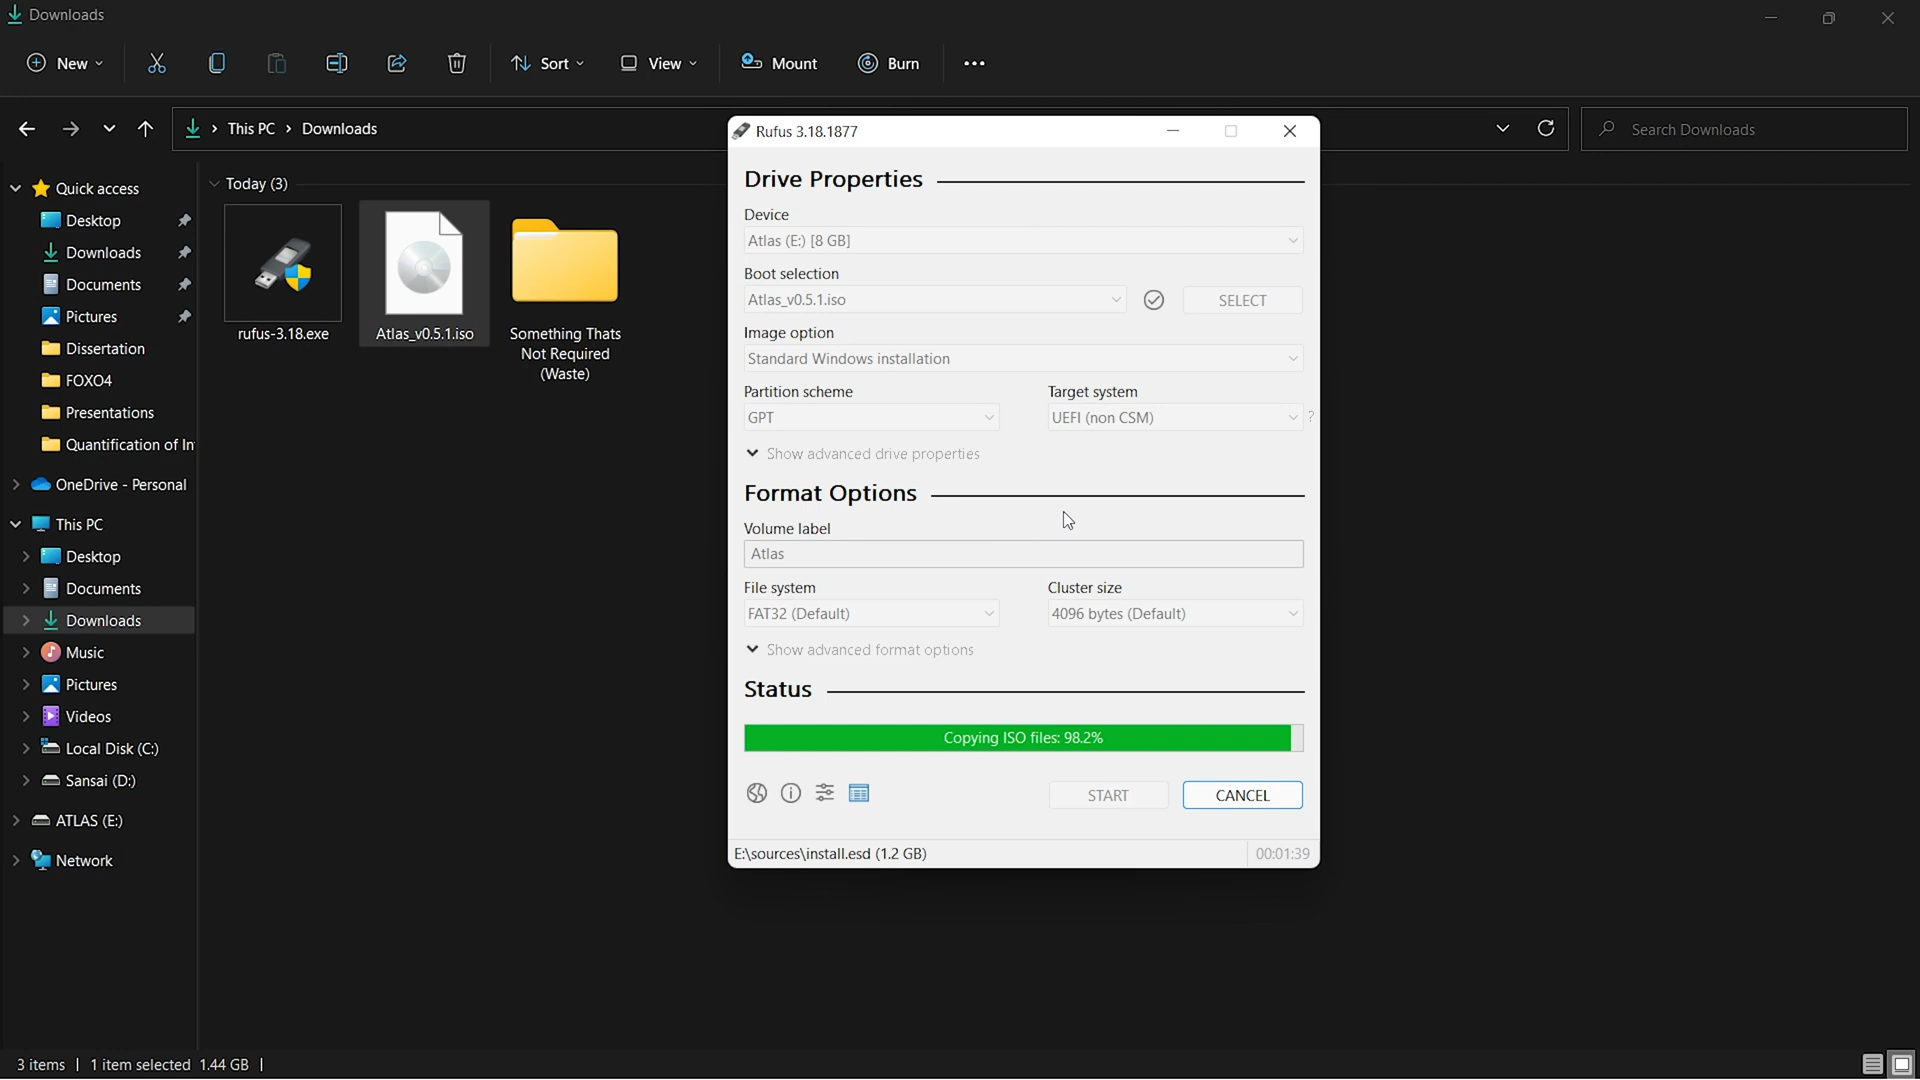 Downloads
New
Sort
View
Mount
Burn
This PC > Downloads
Search Downloads
Quick access
Desktop
Downloads
Documents
Pictures
Dissertation
FOXO4
Presentations
Quantification of In
OneDrive - Personal
This PC
Desktop
Documents
Downloads
Music
Pictures
Videos
Local Disk (C:)
Sansai (D:)
ATLAS (E:)
Network
Today (3)
rufus-3.18.exe
Atlas_v0.5.1.iso
Something Thats
Not Required
(Waste)
Rufus 3.18.1877
Drive Properties
Device
Atlas (E:) [8 GB]
Boot selection
Atlas_v0.5.1.iso
SELECT
Image option
Standard Windows installation
Partition scheme
Target system
GPT
UEFI (non CSM)
?
Show advanced drive properties
Format Options
Volume label
Atlas
File system
Cluster size
FAT32 (Default)
4096 bytes (Default)
Show advanced format options
Status
Copying ISO files: 98.2%
START
CANCEL
E:\sources\install.esd (1.2 GB)
00:01:39
3 items | 1 item selected 1.44 GB |